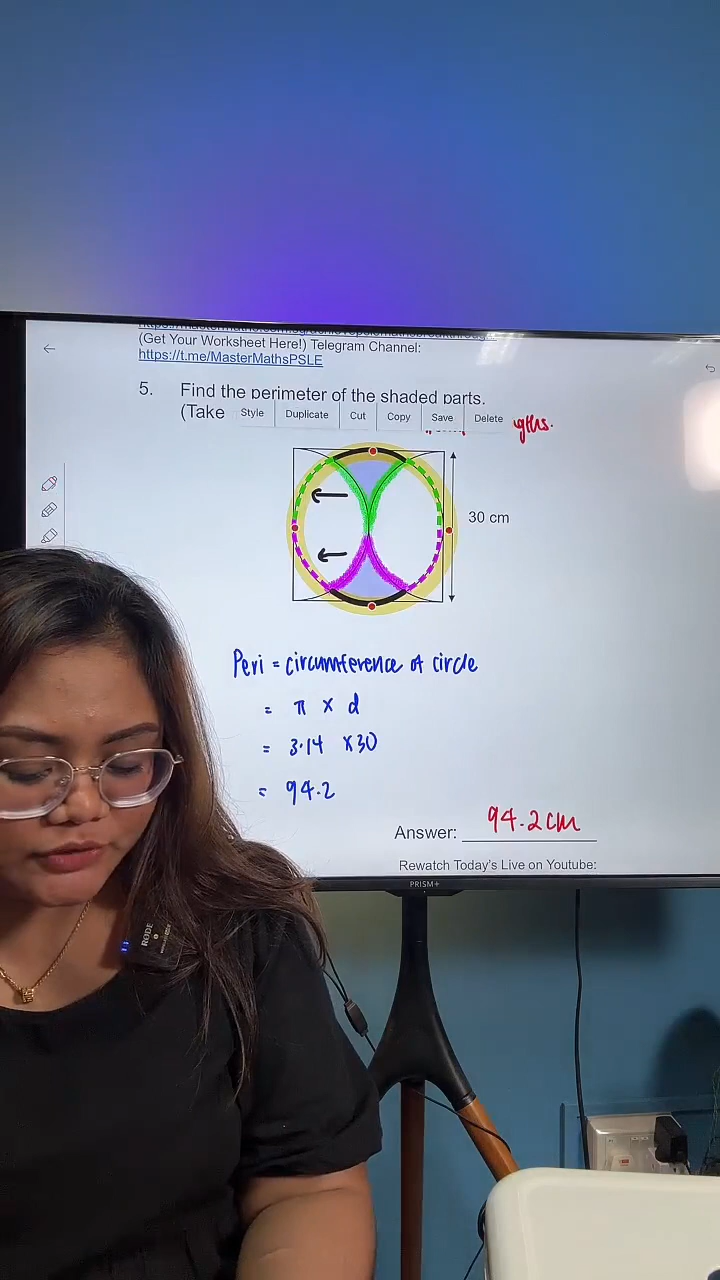 (Get Your Worksheet Here!) Telegram Channel:
https://t.me/MasterMathsPSLE
5. Find the perimeter of the shaded parts.
(Take
Style Duplicate Cut Copy Save Delete
30 cm
Peri = circumference of circle
= π × d
= 3.14 × 30
= 94.2
Answer: 94.2cm
Rewatch Today's Live on Youtube:
PRISM+
RODE